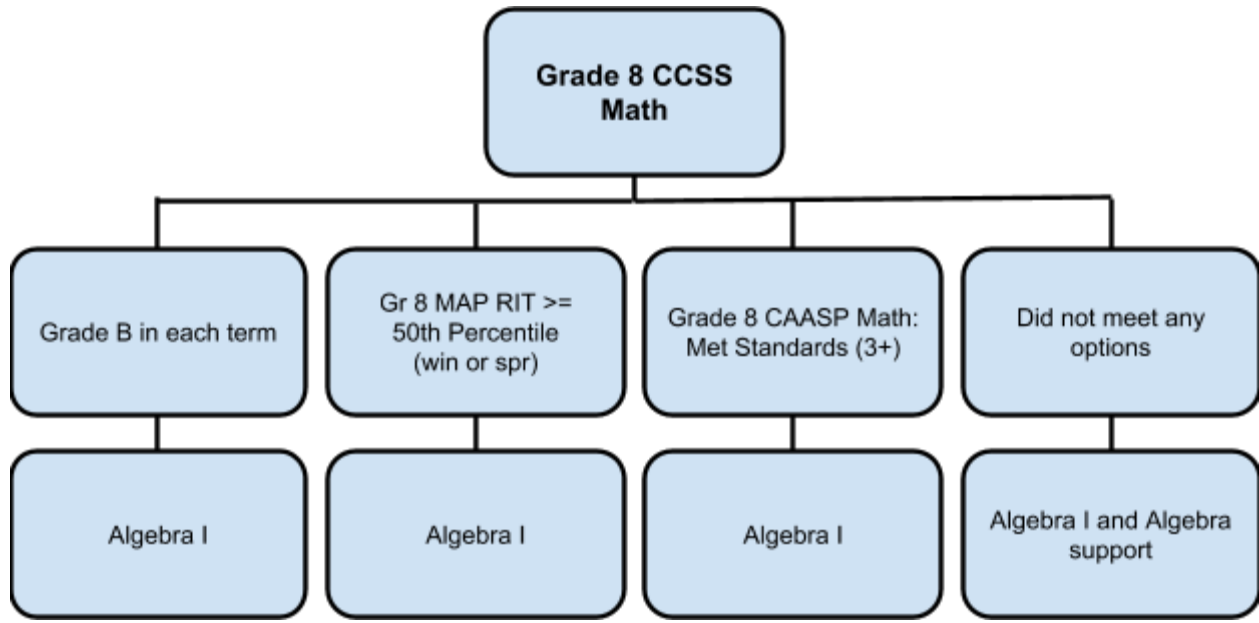 Grade 8 CCSS
Math
Grade B in each term
Gr 8 MAP RIT >=
50th Percentile
(win or spr)
Grade 8 CAASP Math:
Met Standards (3+)
Did not meet any
options
Algebra I
Algebra I
Algebra I
Algebra I and Algebra
support